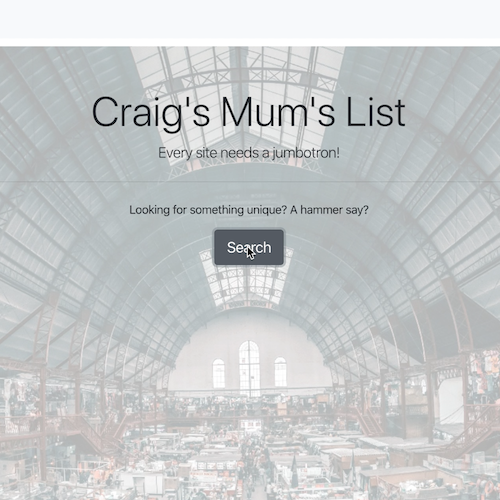 Craig's Mum's List
Every site needs a jumbotron!
Looking for something unique? A hammer say?
Search